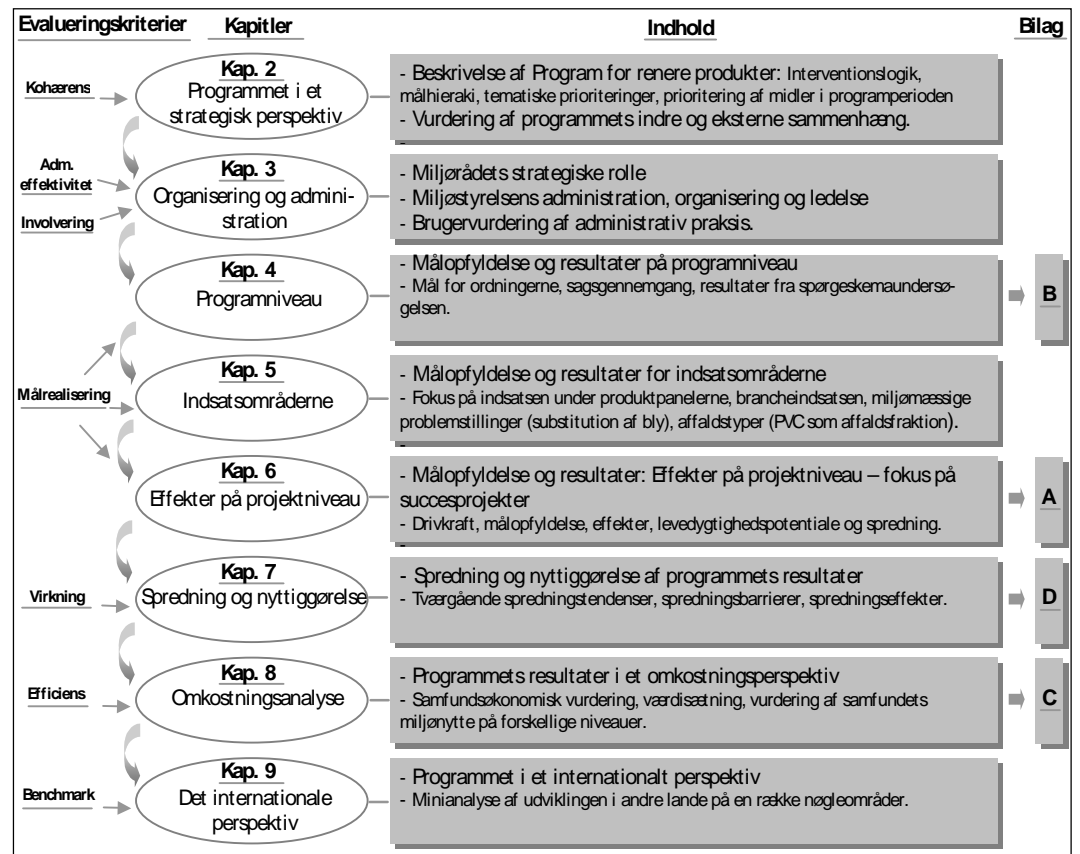 Evalueringskriterier Kapitler Indhold Bilag
Kohærens
Kap. 2
Programmet i et
strategisk perspektiv
- Beskrivelse af Program for renere produkter: Interventionslogik,
målhieraki, tematiske prioriteringer, prioritering af midler i programperioden
- Vurdering af programmets indre og eksterne sammenhæng.
-
Adm.
effektivitet
Involvering
Kap. 3
Organisering og admini-
stration
- Miljørådets strategiske rolle
- Miljøstyrelsens administration, organisering og ledelse
- Brugervurdering af administrativ praksis.
Kap. 4
Programniveau
- Målopfyldelse og resultater på programniveau
- Mål for ordningerne, sagsgennemgang, resultater fra spørgeskemaundersø-
gelsen.
B
Målrealisering
Kap. 5
Indsatsområderne
- Målopfyldelse og resultater for indsatsområderne
- Fokus på indsatsen under produktpanelerne, brancheindsatsen, miljømæssige
problemstillinger (substitution af bly), affaldstyper (PVC som affaldsfraktion).
-
Kap. 6
Effekter på projektniveau
- Målopfyldelse og resultater: Effekter på projektniveau – fokus på
succesprojekter
- Drivkraft, målopfyldelse, effekter, levedygtighedspotentiale og spredning.
-
A
Virkning
Kap. 7
Spredning og nyttiggørelse
- Spredning og nyttiggørelse af programmets resultater
- Tværgående spredningstendenser, spredningsbarrierer, spredningseffekter.
D
Efficiens
Kap. 8
Omkostningsanalyse
- Programmets resultater i et omkostningsperspektiv
- Samfundsøkonomisk vurdering, værdisætning, vurdering af samfundets
miljønytte på forskellige niveauer.
C
Benchmark
Kap. 9
Det internationale
perspektiv
- Programmet i et internationalt perspektiv
- Minianalyse af udviklingen i andre lande på en række nøgleområder.